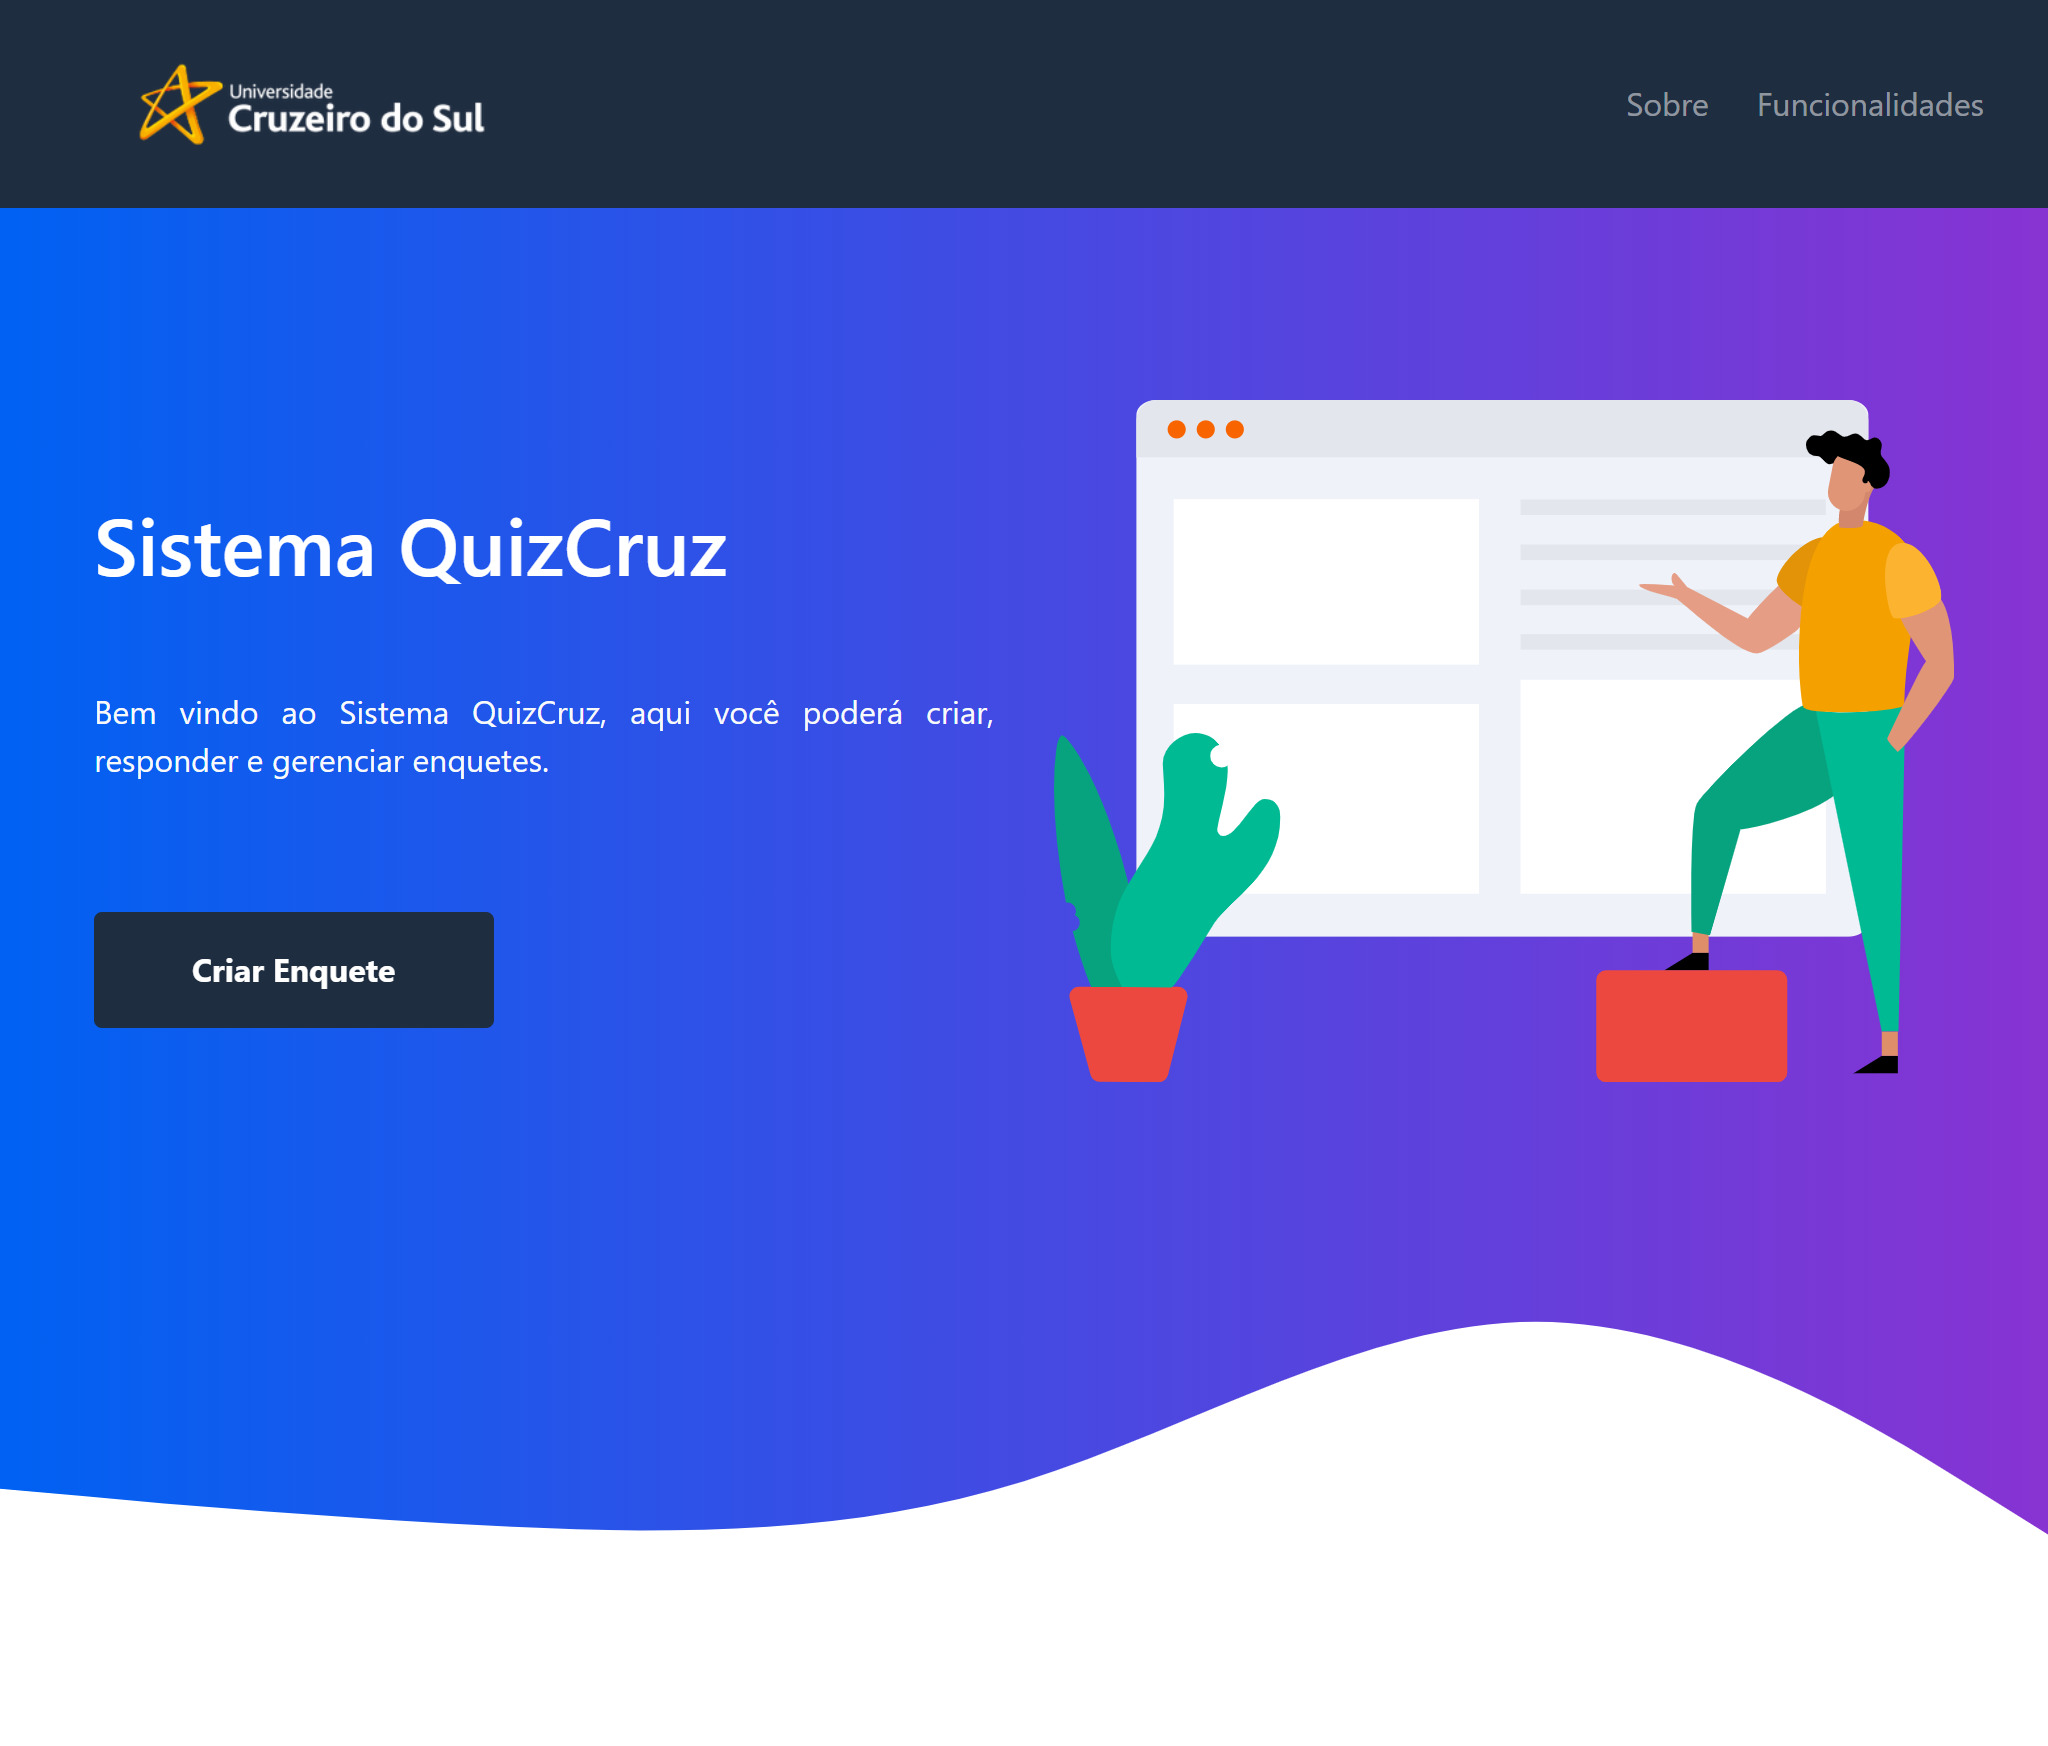 Universidade
Cruzeiro do Sul
Sobre Funcionalidades
Sistema QuizCruz
Bem vindo ao Sistema QuizCruz, aqui você poderá criar,
responder e gerenciar enquetes.
Criar Enquete